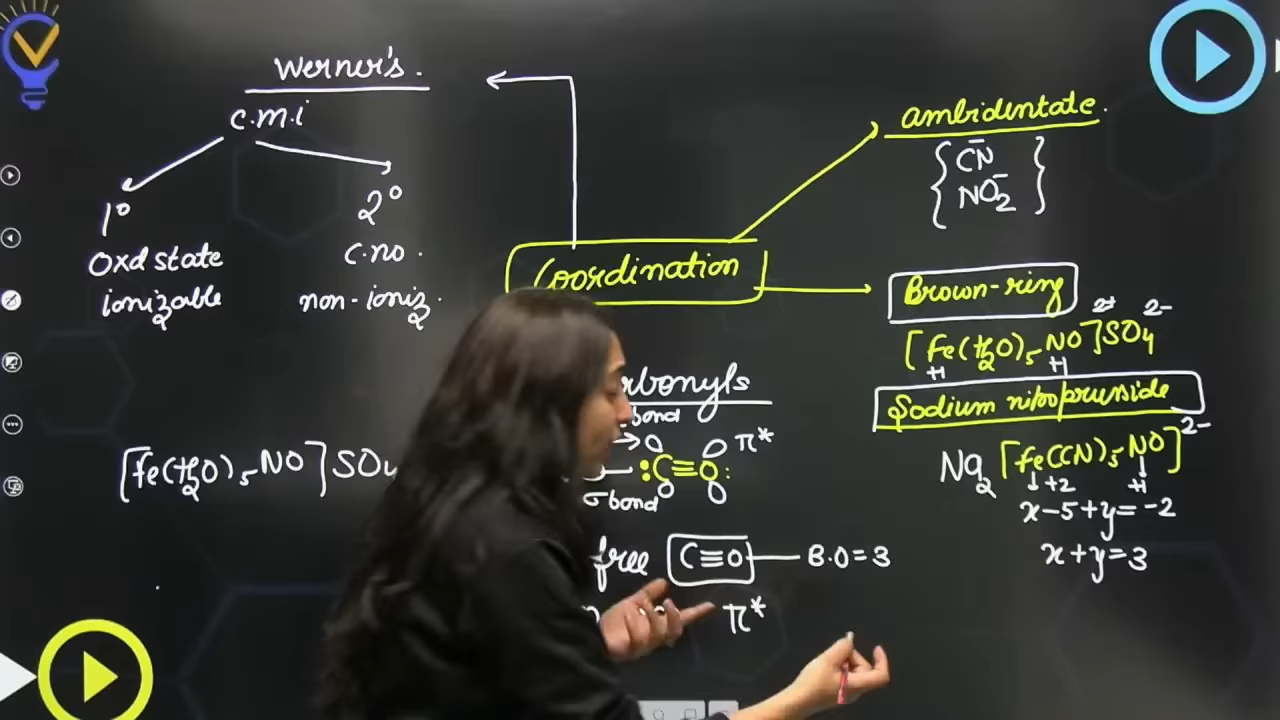 Werner's.
c.m.i
1° 2°
Oxd state c.no.
ionizable non-ioniz.
[Fe(H2O)5NO]SO4
Coordination
σ bond
:C≡O:
π*
free C≡O — B.O=3
π*
ambidentate.
{CN⁻
NO2⁻}
Brown-ring
2+ 2-
[Fe(H2O)5NO]SO4
+1 +1
Sodium nitroprusside
Na2[Fe(CN)5NO]2-
↓+2 ↓+1
x-5+y=-2
x+y=3